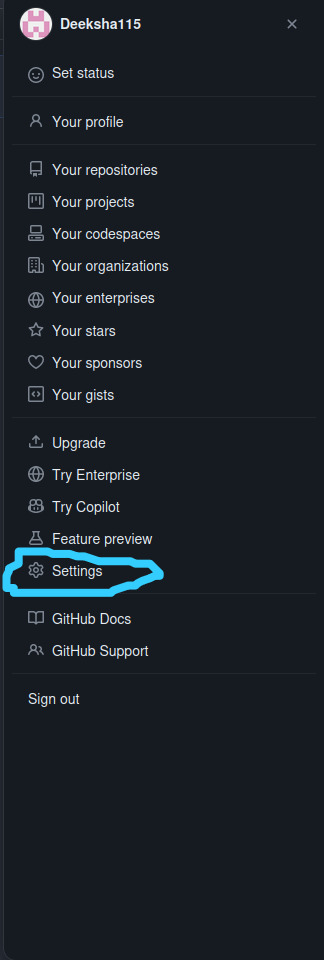 Deeksha115
Set status
Your profile
Your repositories
Your projects
Your codespaces
Your organizations
Your enterprises
Your stars
Your sponsors
Your gists
Upgrade
Try Enterprise
Try Copilot
Feature preview
Settings
GitHub Docs
GitHub Support
Sign out